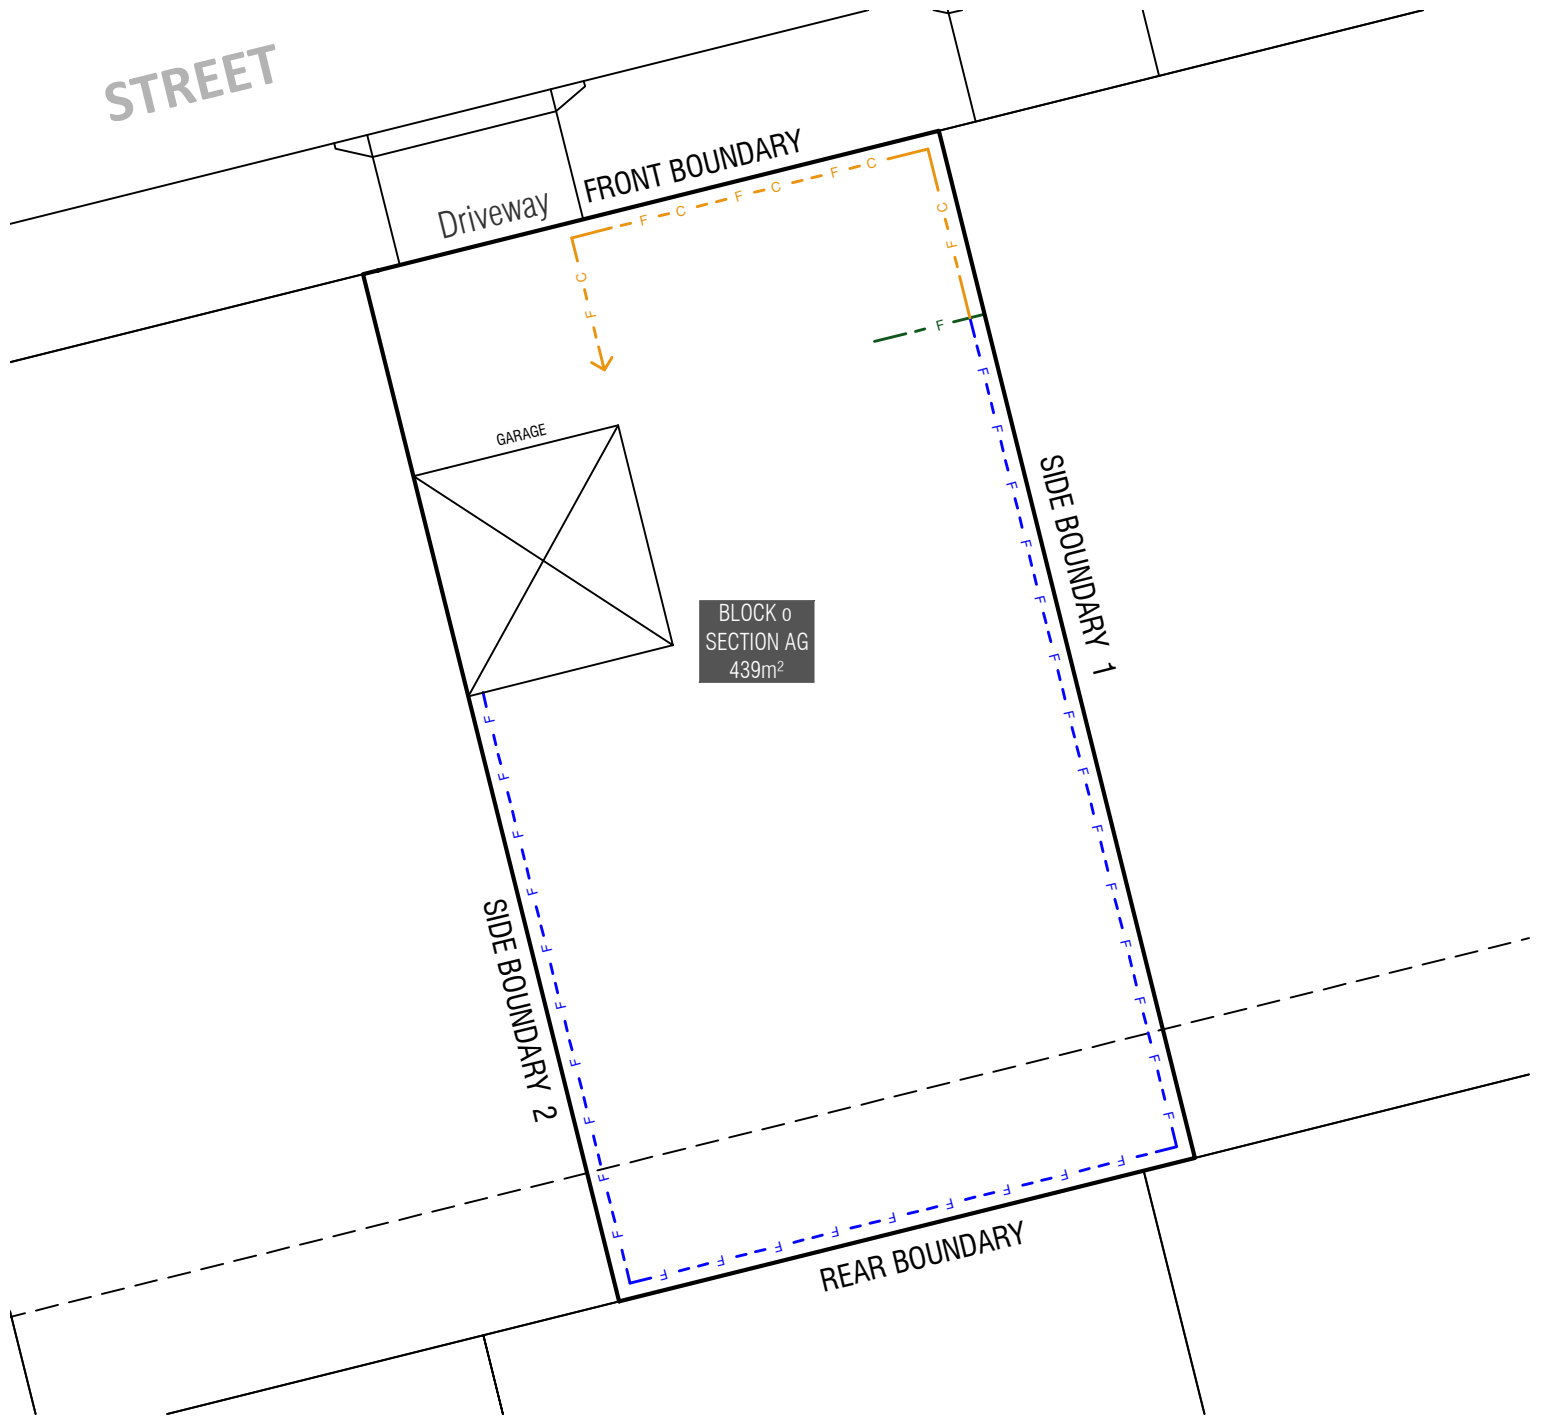 STREET
Driveway
FRONT BOUNDARY
F C F C F C
C F
C F
F
GARAGE
BLOCK o
SECTION AG
439m²
SIDE BOUNDARY 1
F F F F F F F F F F F F F F
SIDE BOUNDARY 2
F F F F F F F F F F
F F F F F F F F F
REAR BOUNDARY